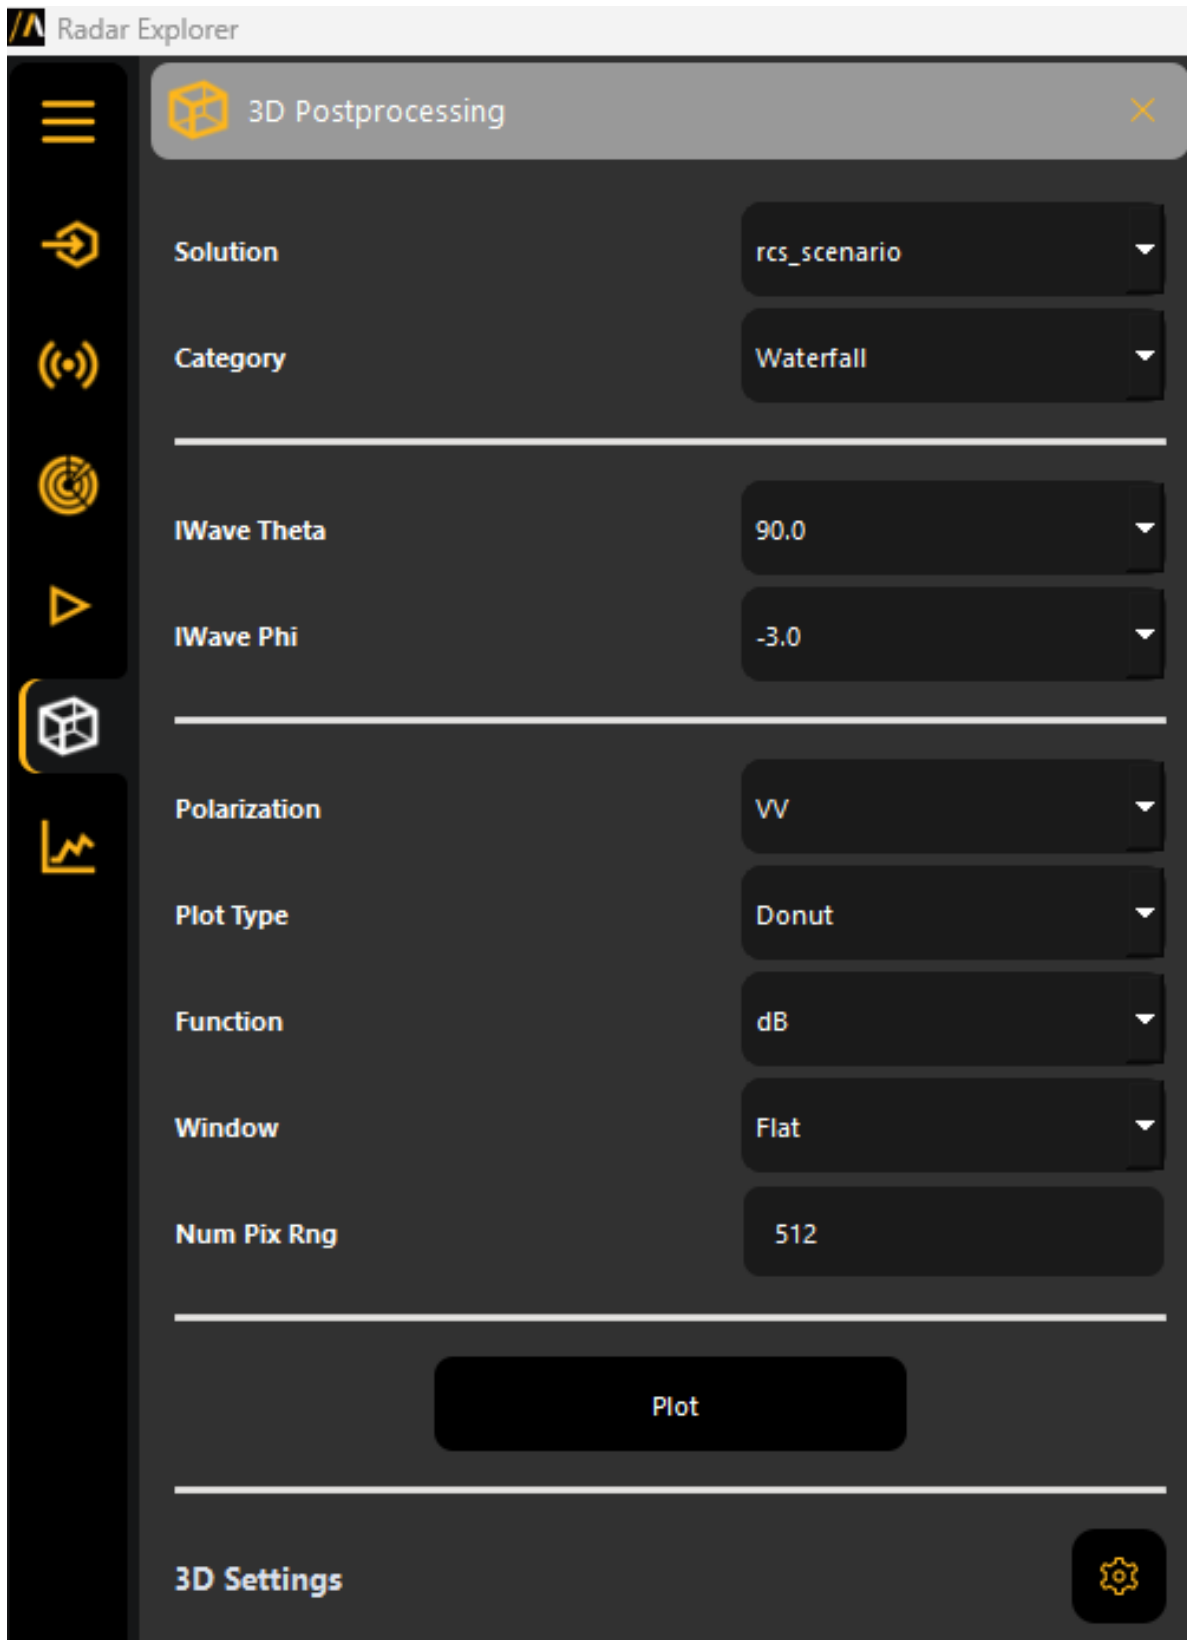 Radar Explorer
3D Postprocessing
Solution rcs_scenario
Category Waterfall
IWave Theta 90.0
IWave Phi -3.0
Polarization VV
Plot Type Donut
Function dB
Window Flat
Num Pix Rng 512
Plot
3D Settings